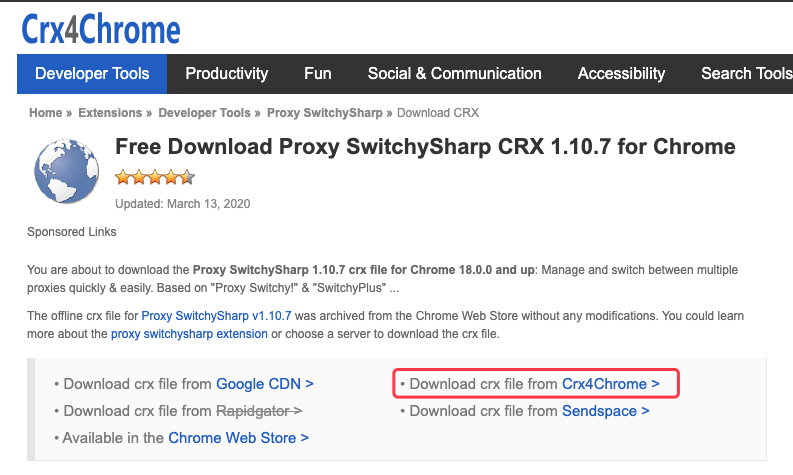 Crx4Chrome
Developer Tools Productivity Fun Social & Communication Accessibility Search Tools
Home » Extensions » Developer Tools » Proxy SwitchySharp » Download CRX
Free Download Proxy SwitchySharp CRX 1.10.7 for Chrome
Updated: March 13, 2020
Sponsored Links
You are about to download the Proxy SwitchySharp 1.10.7 crx file for Chrome 18.0.0 and up: Manage and switch between multiple
proxies quickly & easily. Based on "Proxy Switchy!" & "SwitchyPlus" ...
The offline crx file for Proxy SwitchySharp v1.10.7 was archived from the Chrome Web Store without any modifications. You could learn
more about the proxy switchysharp extension or choose a server to download the crx file.
• Download crx file from Google CDN >
• Download crx file from Crx4Chrome >
• Download crx file from Rapidgator >
• Download crx file from Sendspace >
• Available in the Chrome Web Store >